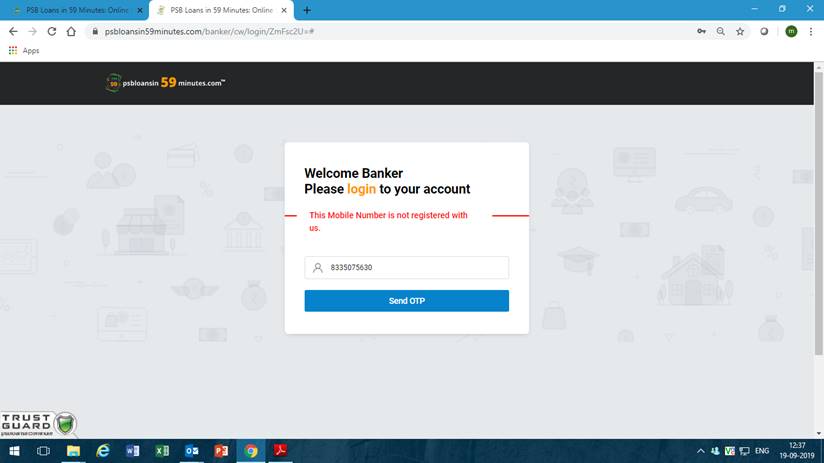 PSB Loans in 59 Minutes: Online
PSB Loans in 59 Minutes: Online
psbloansin59minutes.com/banker/cw/login/ZmFsc2U=#
m
Apps
59 psbloansin 59 minutes.com™
Welcome Banker
Please login to your account
This Mobile Number is not registered with
us.
8335075630
Send OTP
TRUST
GUARD
ENG
12:37
19-09-2019